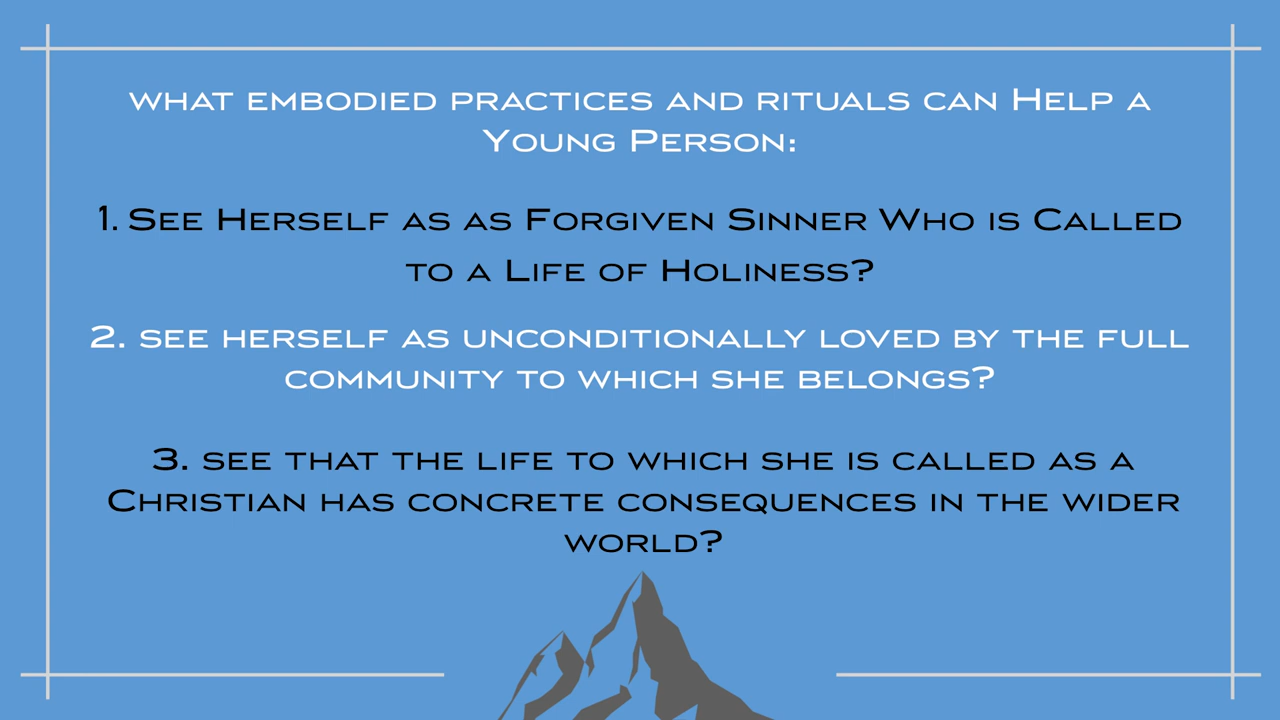 what embodied practices and rituals can Help a
Young Person:
1. See Herself as as Forgiven Sinner Who is Called
to a Life of Holiness?
2. see herself as unconditionally loved by the full
community to which she belongs?
3. see that the life to which she is called as a
Christian has concrete consequences in the wider
world?